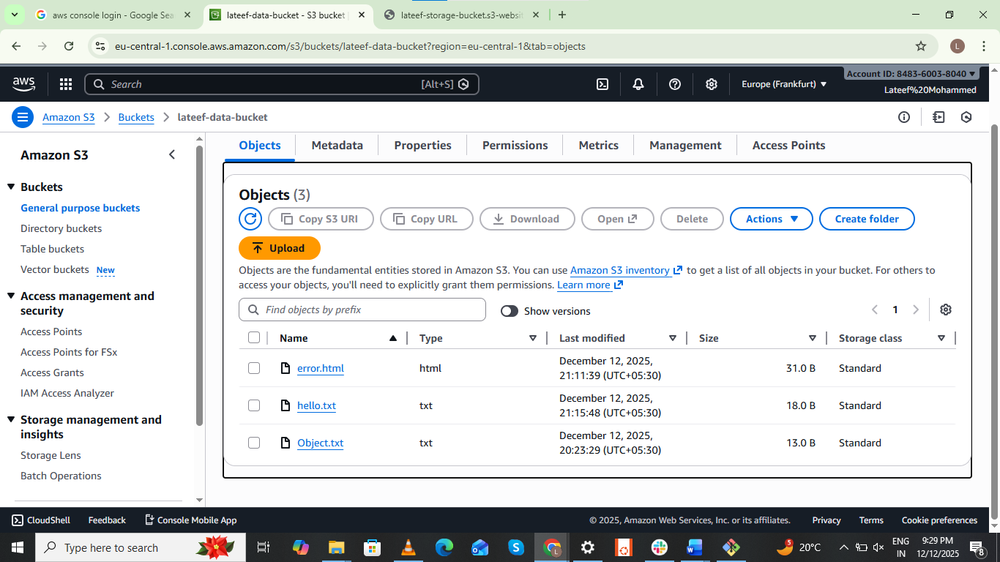 aws console login - Google Sea
lateef-data-bucket - S3 bucket
lateef-storage-bucket.s3-websit
eu-central-1.console.aws.amazon.com/s3/buckets/lateef-data-bucket?region=eu-central-1&tab=objects
L
aws
Search
[Alt+S]
Europe (Frankfurt)
Account ID: 8483-6003-8040
Lateef%20Mohammed
Amazon S3
Buckets
lateef-data-bucket
Amazon S3
Buckets
General purpose buckets
Directory buckets
Table buckets
Vector buckets New
Access management and
security
Access Points
Access Points for FSx
Access Grants
IAM Access Analyzer
Storage management and
insights
Storage Lens
Batch Operations
Objects
Metadata
Properties
Permissions
Metrics
Management
Access Points
Objects (3)
Copy S3 URI
Copy URL
Download
Open
Delete
Actions
Create folder
Upload
Objects are the fundamental entities stored in Amazon S3. You can use Amazon S3 inventory to get a list of all objects in your bucket. For others to
access your objects, you'll need to explicitly grant them permissions. Learn more
Find objects by prefix
Show versions
1
Name Type Last modified Size Storage class
error.html html December 12, 2025, 31.0 B Standard
21:11:39 (UTC+05:30)
hello.txt txt December 12, 2025, 18.0 B Standard
21:15:48 (UTC+05:30)
Object.txt txt December 12, 2025, 13.0 B Standard
20:23:29 (UTC+05:30)
CloudShell
Feedback
Console Mobile App
© 2025, Amazon Web Services, Inc. or its affiliates.
Privacy
Terms
Cookie preferences
Type here to search
L
5
20°C
ENG
IN
9:29 PM
12/12/2025
8